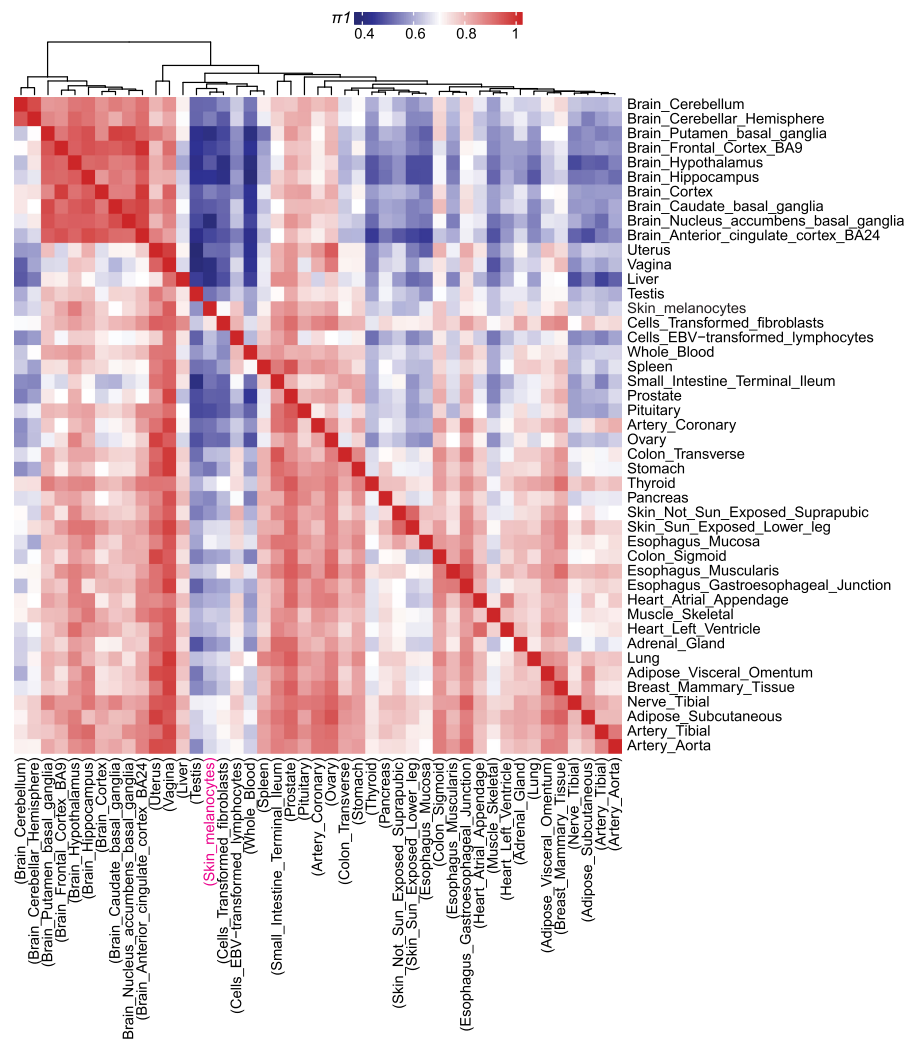 π1
0.4 0.6 0.8 1
Brain_Cerebellum
Brain_Cerebellar_Hemisphere
Brain_Putamen_basal_ganglia
Brain_Frontal_Cortex_BA9
Brain_Hypothalamus
Brain_Hippocampus
Brain_Cortex
Brain_Caudate_basal_ganglia
Brain_Nucleus_accumbens_basal_ganglia
Brain_Anterior_cingulate_cortex_BA24
Uterus
Vagina
Liver
Testis
Skin_melanocytes
Cells_Transformed_fibroblasts
Cells_EBV−transformed_lymphocytes
Whole_Blood
Spleen
Small_Intestine_Terminal_Ileum
Prostate
Pituitary
Artery_Coronary
Ovary
Colon_Transverse
Stomach
Thyroid
Pancreas
Skin_Not_Sun_Exposed_Suprapubic
Skin_Sun_Exposed_Lower_leg
Esophagus_Mucosa
Colon_Sigmoid
Esophagus_Muscularis
Esophagus_Gastroesophageal_Junction
Heart_Atrial_Appendage
Muscle_Skeletal
Heart_Left_Ventricle
Adrenal_Gland
Lung
Adipose_Visceral_Omentum
Breast_Mammary_Tissue
Nerve_Tibial
Adipose_Subcutaneous
Artery_Tibial
Artery_Aorta
(Brain_Cerebellum)
(Brain_Cerebellar_Hemisphere)
(Brain_Putamen_basal_ganglia)
(Brain_Frontal_Cortex_BA9)
(Brain_Hypothalamus)
(Brain_Hippocampus)
(Brain_Cortex)
(Brain_Caudate_basal_ganglia)
Brain_Nucleus_accumbens_basal_ganglia)
(Brain_Anterior_cingulate_cortex_BA24)
(Uterus)
(Vagina)
(Liver)
(Testis)
(Skin_melanocytes)
(Cells_Transformed_fibroblasts)
(Cells_EBV−transformed_lymphocytes)
(Whole_Blood)
(Spleen)
(Small_Intestine_Terminal_Ileum)
(Prostate)
(Pituitary)
(Artery_Coronary)
(Ovary)
(Colon_Transverse)
(Stomach)
(Thyroid)
(Pancreas)
(Skin_Not_Sun_Exposed_Suprapubic)
(Skin_Sun_Exposed_Lower_leg)
(Esophagus_Mucosa)
(Colon_Sigmoid)
(Esophagus_Muscularis)
(Esophagus_Gastroesophageal_Junction)
(Heart_Atrial_Appendage)
(Muscle_Skeletal)
(Heart_Left_Ventricle)
(Adrenal_Gland)
(Lung)
(Adipose_Visceral_Omentum)
(Breast_Mammary_Tissue)
(Nerve_Tibial)
(Adipose_Subcutaneous)
(Artery_Tibial)
(Artery_Aorta)